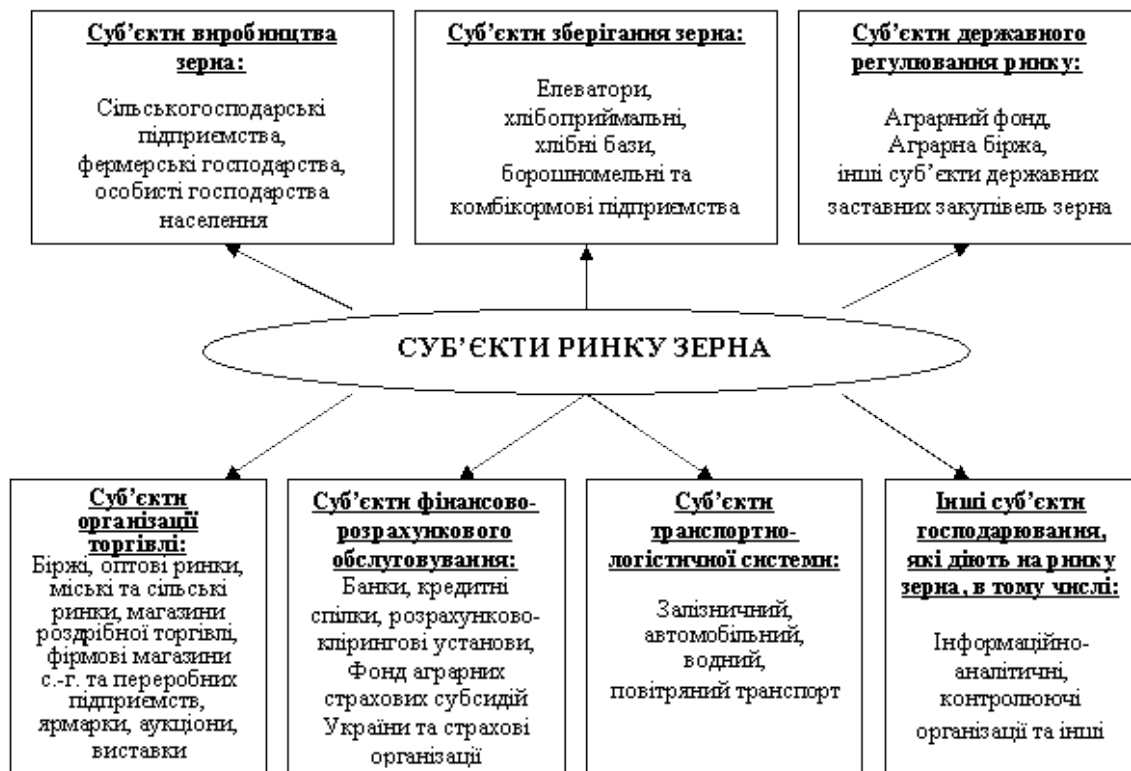 Суб’єкти виробництва
зерна:
Сільськогосподарські
підприємства,
фермерські господарства,
особисті господарства
населення
Суб’єкти зберігання зерна:
Елеватори,
хлібоприймальні,
хлібні бази,
борошномельні та
комбікормові підприємства
Суб’єкти державного
регулювання ринку:
Аграрний фонд,
Аграрна біржа,
інші суб’єкти державних
заставних закупівель зерна
СУБ’ЄКТИ РИНКУ ЗЕРНА
Суб’єкти
організації
торгівлі:
Біржі, оптові ринки,
міські та сільські
ринки, магазини
роздрібної торгівлі,
фірмові магазини
с.-г. та переробних
підприємств,
ярмарки, аукціони,
виставки
Суб’єкти фінансово-
розрахункового
обслуговування:
Банки, кредитні
спілки, розрахунково-
клірингові установи,
Фонд аграрних
страхових субсидій
України та страхові
організації
Суб’єкти
транспортно-
логістичної системи:
Залізничний,
автомобільний,
водний,
повітряний транспорт
Інші суб’єкти
господарювання,
які діють на ринку
зерна, в тому числі:
Інформаційно-
аналітичні,
контролюючі
організації та інші